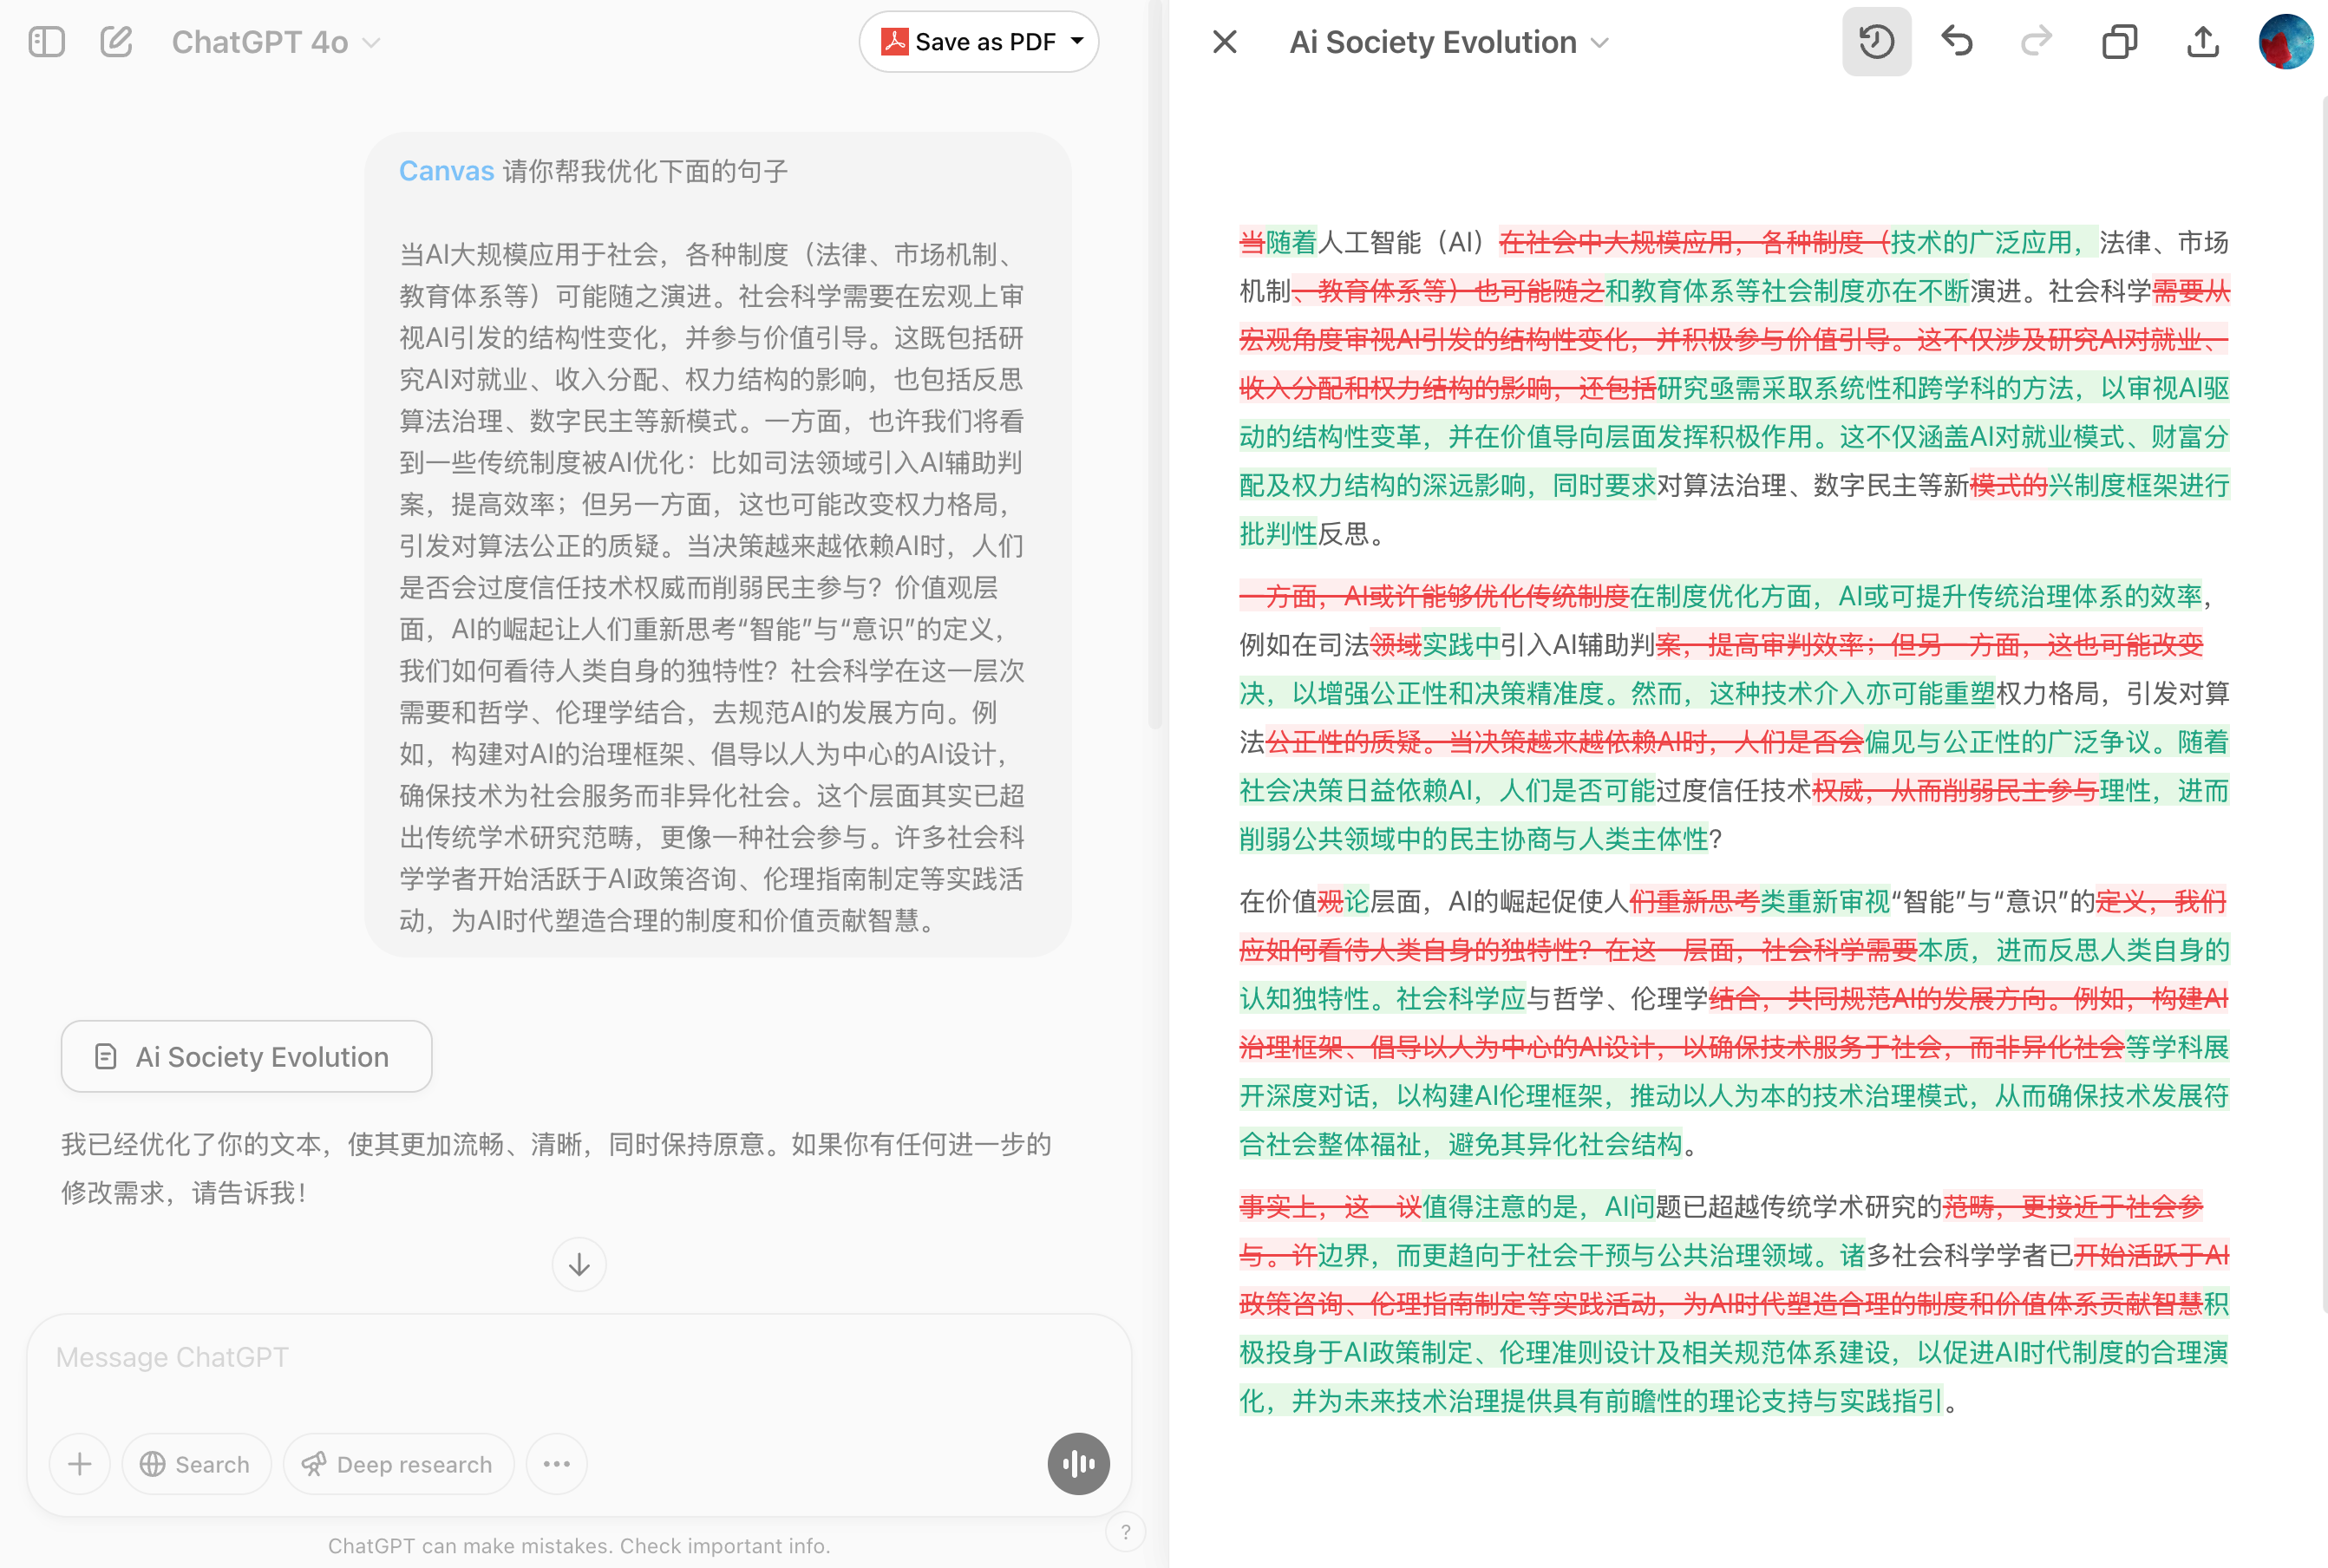 ChatGPT 4o
Save as PDF
Canvas 请你帮我优化下面的句子
当AI大规模应用于社会，各种制度（法律、市场机制、
教育体系等）可能随之演进。社会科学需要在宏观上审
视AI引发的结构性变化，并参与价值引导。这既包括研
究AI对就业、收入分配、权力结构的影响，也包括反思
算法治理、数字民主等新模式。一方面，也许我们将看
到一些传统制度被AI优化：比如司法领域引入AI辅助判
案，提高效率；但另一方面，这也可能改变权力格局，
引发对算法公正的质疑。当决策越来越依赖AI时，人们
是否会过度信任技术权威而削弱民主参与？价值观层
面，AI的崛起让人们重新思考“智能”与“意识”的定义，
我们如何看待人类自身的独特性？社会科学在这一层次
需要和哲学、伦理学结合，去规范AI的发展方向。例
如，构建对AI的治理框架、倡导以人为中心的AI设计，
确保技术为社会服务而非异化社会。这个层面其实已超
出传统学术研究范畴，更像一种社会参与。许多社会科
学学者开始活跃于AI政策咨询、伦理指南制定等实践活
动，为AI时代塑造合理的制度和价值贡献智慧。
Ai Society Evolution
我已经优化了你的文本，使其更加流畅、清晰，同时保持原意。如果你有任何进一步的
修改需求，请告诉我！
Message ChatGPT
Search
Deep research
ChatGPT can make mistakes. Check important info.
?
Ai Society Evolution
当随着人工智能（AI）在社会中大规模应用，各种制度（技术的广泛应用，法律、市场
机制、教育体系等）也可能随之和教育体系等社会制度亦在不断演进。社会科学需要从
宏观角度审视AI引发的结构性变化，并积极参与价值引导。这不仅涉及研究AI对就业、
收入分配和权力结构的影响，还包括研究亟需采取系统性和跨学科的方法，以审视AI驱
动的结构性变革，并在价值导向层面发挥积极作用。这不仅涵盖AI对就业模式、财富分
配及权力结构的深远影响，同时要求对算法治理、数字民主等新模式的兴制度框架进行
批判性反思。
一方面，AI或许能够优化传统制度在制度优化方面，AI或可提升传统治理体系的效率，
例如在司法领域实践中引入AI辅助判案，提高审判效率；但另一方面，这也可能改变
决，以增强公正性和决策精准度。然而，这种技术介入亦可能重塑权力格局，引发对算
法公正性的质疑。当决策越来越依赖AI时，人们是否会偏见与公正性的广泛争议。随着
社会决策日益依赖AI，人们是否可能过度信任技术权威，从而削弱民主参与理性，进而
削弱公共领域中的民主协商与人类主体性？
在价值观论层面，AI的崛起促使人们重新思考类重新审视“智能”与“意识”的定义，我们
应如何看待人类自身的独特性？在这一层面，社会科学需要本质，进而反思人类自身的
认知独特性。社会科学应与哲学、伦理学结合，共同规范AI的发展方向。例如，构建AI
治理框架、倡导以人为中心的AI设计，以确保技术服务于社会，而非异化社会等学科展
开深度对话，以构建AI伦理框架，推动以人为本的技术治理模式，从而确保技术发展符
合社会整体福祉，避免其异化社会结构。
事实上，这一议值得注意的是，AI问题已超越传统学术研究的范畴，更接近于社会参
与。许边界，而更趋向于社会干预与公共治理领域。诸多社会科学学者已开始活跃于AI
政策咨询、伦理指南制定等实践活动，为AI时代塑造合理的制度和价值体系贡献智慧积
极投身于AI政策制定、伦理准则设计及相关规范体系建设，以促进AI时代制度的合理演
化，并为未来技术治理提供具有前瞻性的理论支持与实践指引。